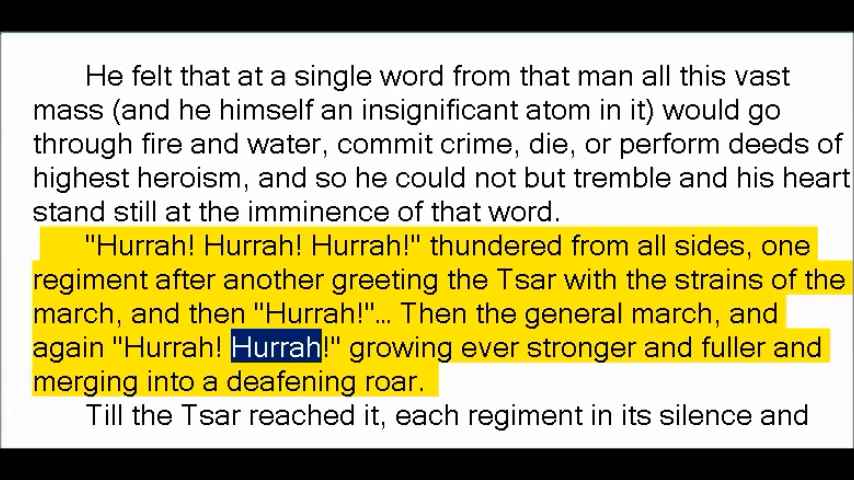 He felt that at a single word from that man all this vast
mass (and he himself an insignificant atom in it) would go
through fire and water, commit crime, die, or perform deeds of
highest heroism, and so he could not but tremble and his heart
stand still at the imminence of that word.
"Hurrah! Hurrah! Hurrah!" thundered from all sides, one
regiment after another greeting the Tsar with the strains of the
march, and then "Hurrah!"... Then the general march, and
again "Hurrah! Hurrah!" growing ever stronger and fuller and
merging into a deafening roar.
Till the Tsar reached it, each regiment in its silence and